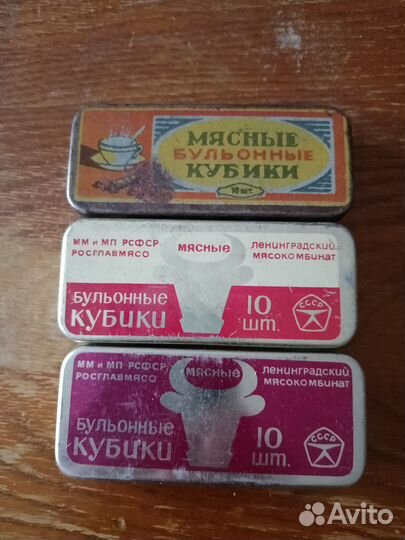 МЯСНЫЕ
БУЛЬОННЫЕ
КУБИКИ
10 шт.
ММ и МП РСФСР
РОСГЛАВМЯСО
МЯСНЫЕ
ЛЕНИНГРАДСКИЙ
МЯСОКОМБИНАТ
БУЛЬОННЫЕ
КУБИКИ
10
шт.
СССР
ММ и МП РСФСР
РОСГЛАВМЯСО
МЯСНЫЕ
ЛЕНИНГРАДСКИЙ
МЯСОКОМБИНАТ
БУЛЬОННЫЕ
КУБИКИ
10
шт.
СССР
Avito